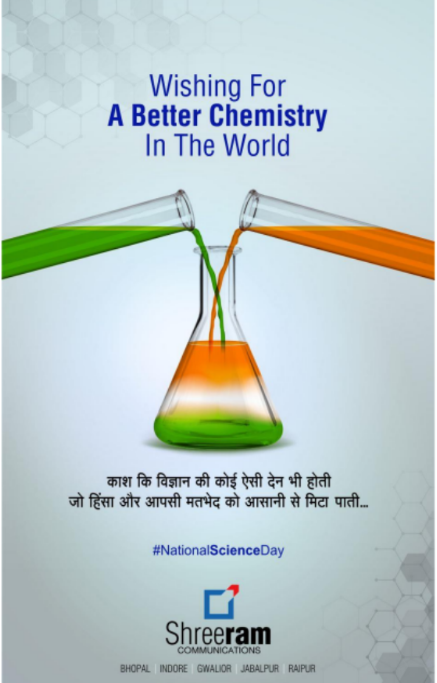 Wishing For
A Better Chemistry
In The World
काश कि विज्ञान की कोई ऐसी देन भी होती
जो हिंसा और आपसी मतभेद को आसानी से मिटा पाती...
#NationalScienceDay
Shreeram
COMMUNICATIONS
BHOPAL | INDORE | GWALIOR | JABALPUR | RAIPUR